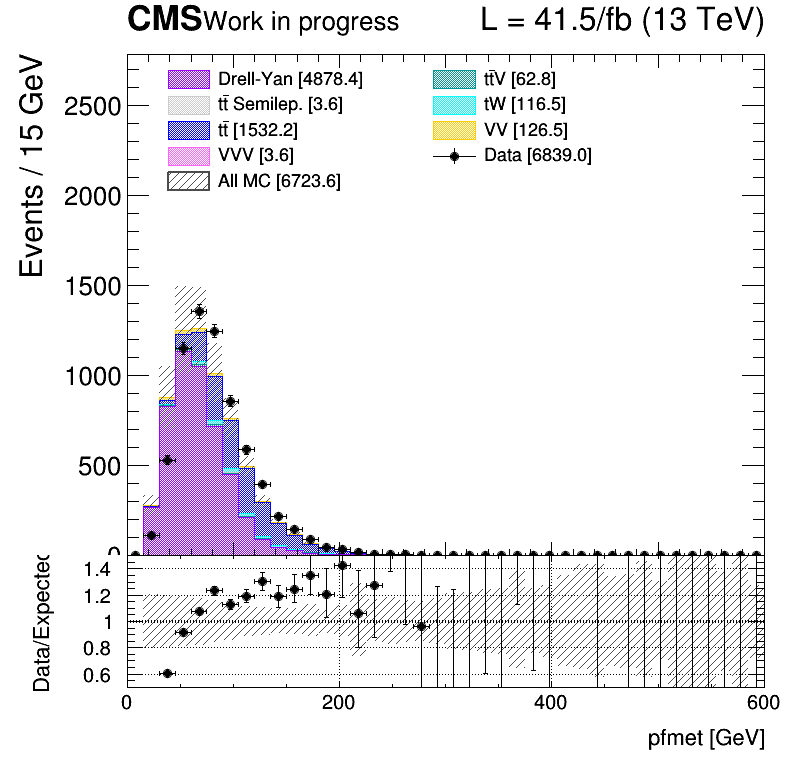 CMS Work in progress L = 41.5/fb (13 TeV)
Events / 15 GeV
Drell-Yan [4878.4]
tt̄ Semilep. [3.6]
tt̄ [1532.2]
VVV [3.6]
All MC [6723.6]
tt̄V [62.8]
tW [116.5]
VV [126.5]
Data [6839.0]
2500
2000
1500
1000
500
0
Data/Expected
1.4
1.2
1
0.8
0.6
0 200 400 600
pfmet [GeV]